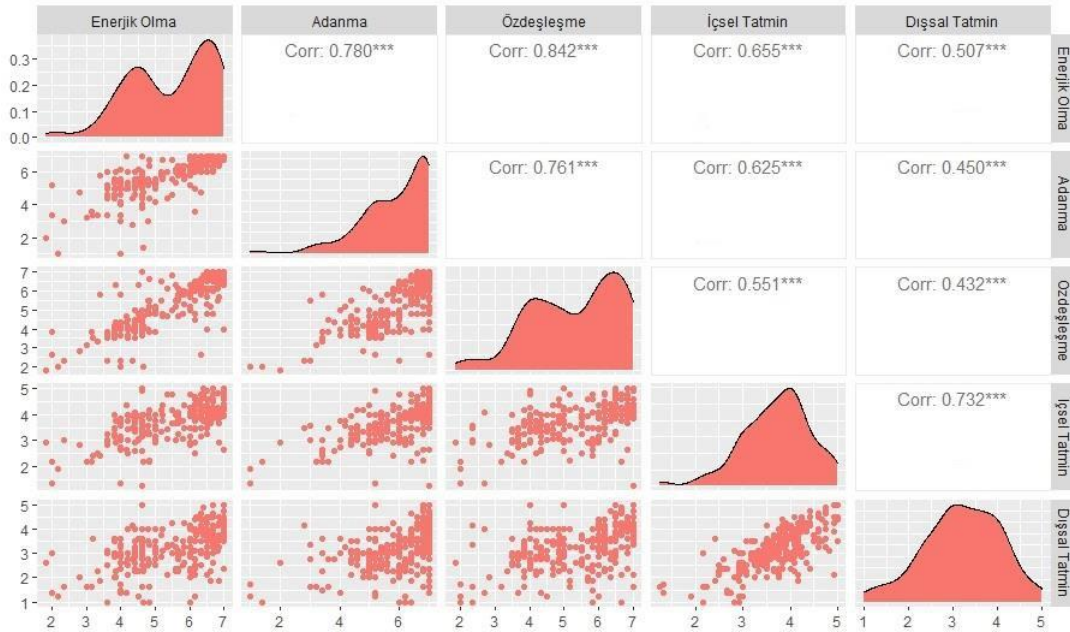 Enerjik Olma Adanma Özdeşleşme İçsel Tatmin Dışsal Tatmin
0.3 Corr: 0.780*** Corr: 0.842*** Corr: 0.655*** Corr: 0.507*** Enerjik Olma
0.2
0.1
0.0
6 Corr: 0.761*** Corr: 0.625*** Corr: 0.450*** Adanma
4
2
7 Corr: 0.551*** Corr: 0.432*** Özdeşleşme
6
5
4
3
2
5 Corr: 0.732*** İçsel Tatmin
4
3
2
5 Dışsal Tatmin
4
3
2
1
2 3 4 5 6 7 2 4 6 2 3 4 5 6 7 2 3 4 5 1 2 3 4 5